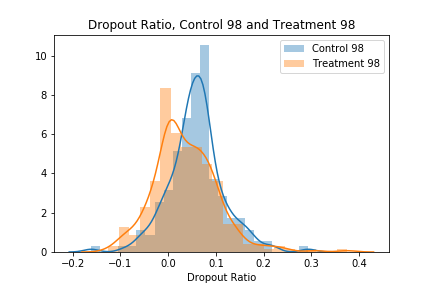 Dropout Ratio, Control 98 and Treatment 98
Control 98
Treatment 98
10
8
6
4
2
0
−0.2 −0.1 0.0 0.1 0.2 0.3 0.4
Dropout Ratio